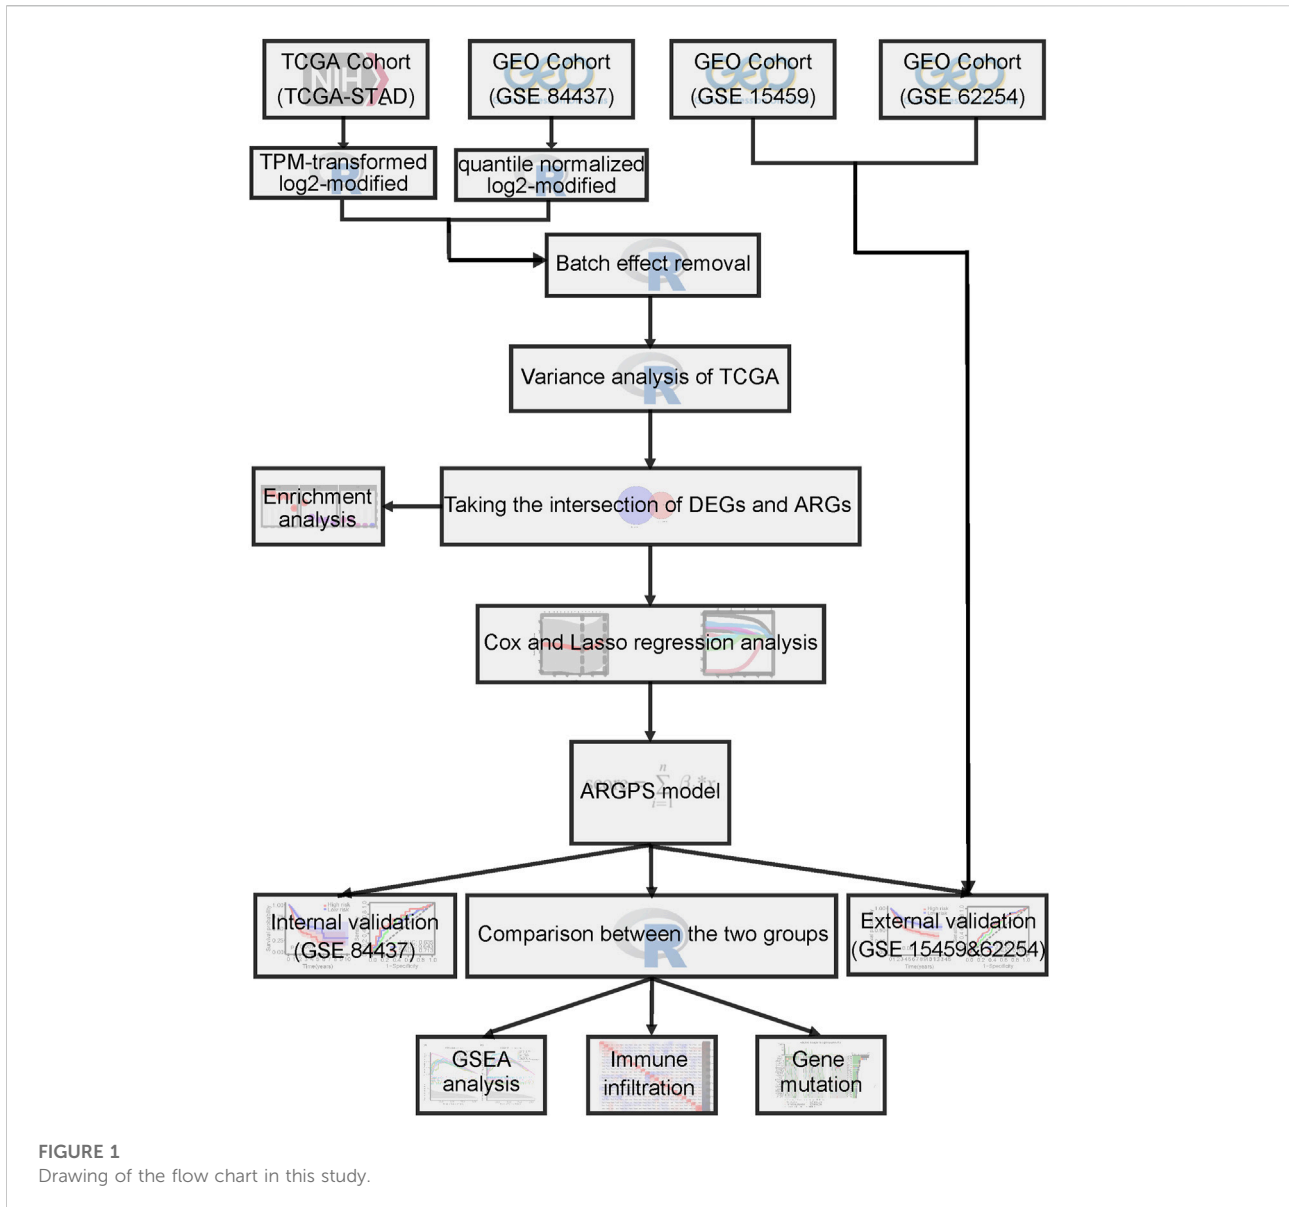 TCGA Cohort
(TCGA-STAD)
GEO Cohort
(GSE 84437)
GEO Cohort
(GSE 15459)
GEO Cohort
(GSE 62254)
TPM-transformed
log2-modified
quantile normalized
log2-modified
Batch effect removal
Variance analysis of TCGA
Enrichment
analysis
Taking the intersection of DEGs and ARGs
Cox and Lasso regression analysis
ARGPS model
Internal validation
(GSE 84437)
Comparison between the two groups
External validation
(GSE 15459&62254)
GSEA
analysis
Immune
infiltration
Gene
mutation
FIGURE 1
Drawing of the flow chart in this study.